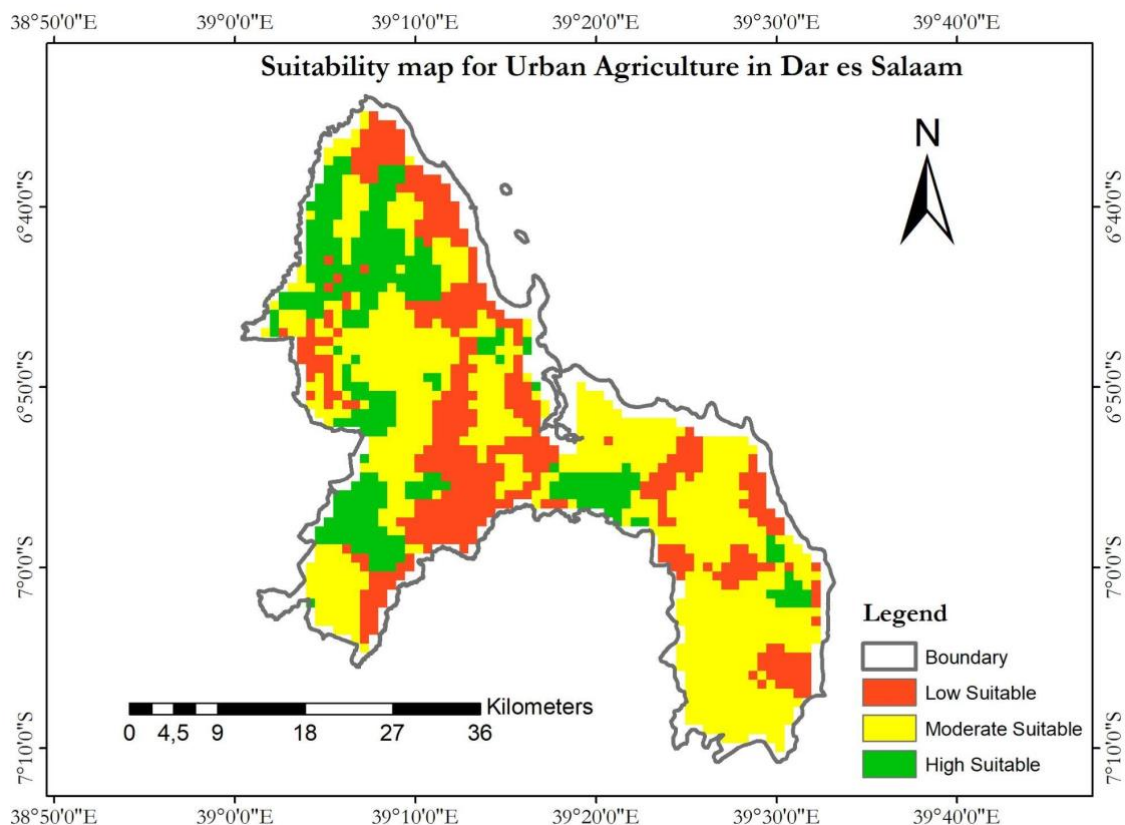 38°50'0"E 39°0'0"E 39°10'0"E 39°20'0"E 39°30'0"E 39°40'0"E
Suitability map for Urban Agriculture in Dar es Salaam
N
6°40'0"S 6°40'0"S
6°50'0"S 6°50'0"S
7°0'0"S 7°0'0"S
Legend
Boundary
Low Suitable
Moderate Suitable
High Suitable
Kilometers
0 4,5 9 18 27 36
7°10'0"S 7°10'0"S
38°50'0"E 39°0'0"E 39°10'0"E 39°20'0"E 39°30'0"E 39°40'0"E